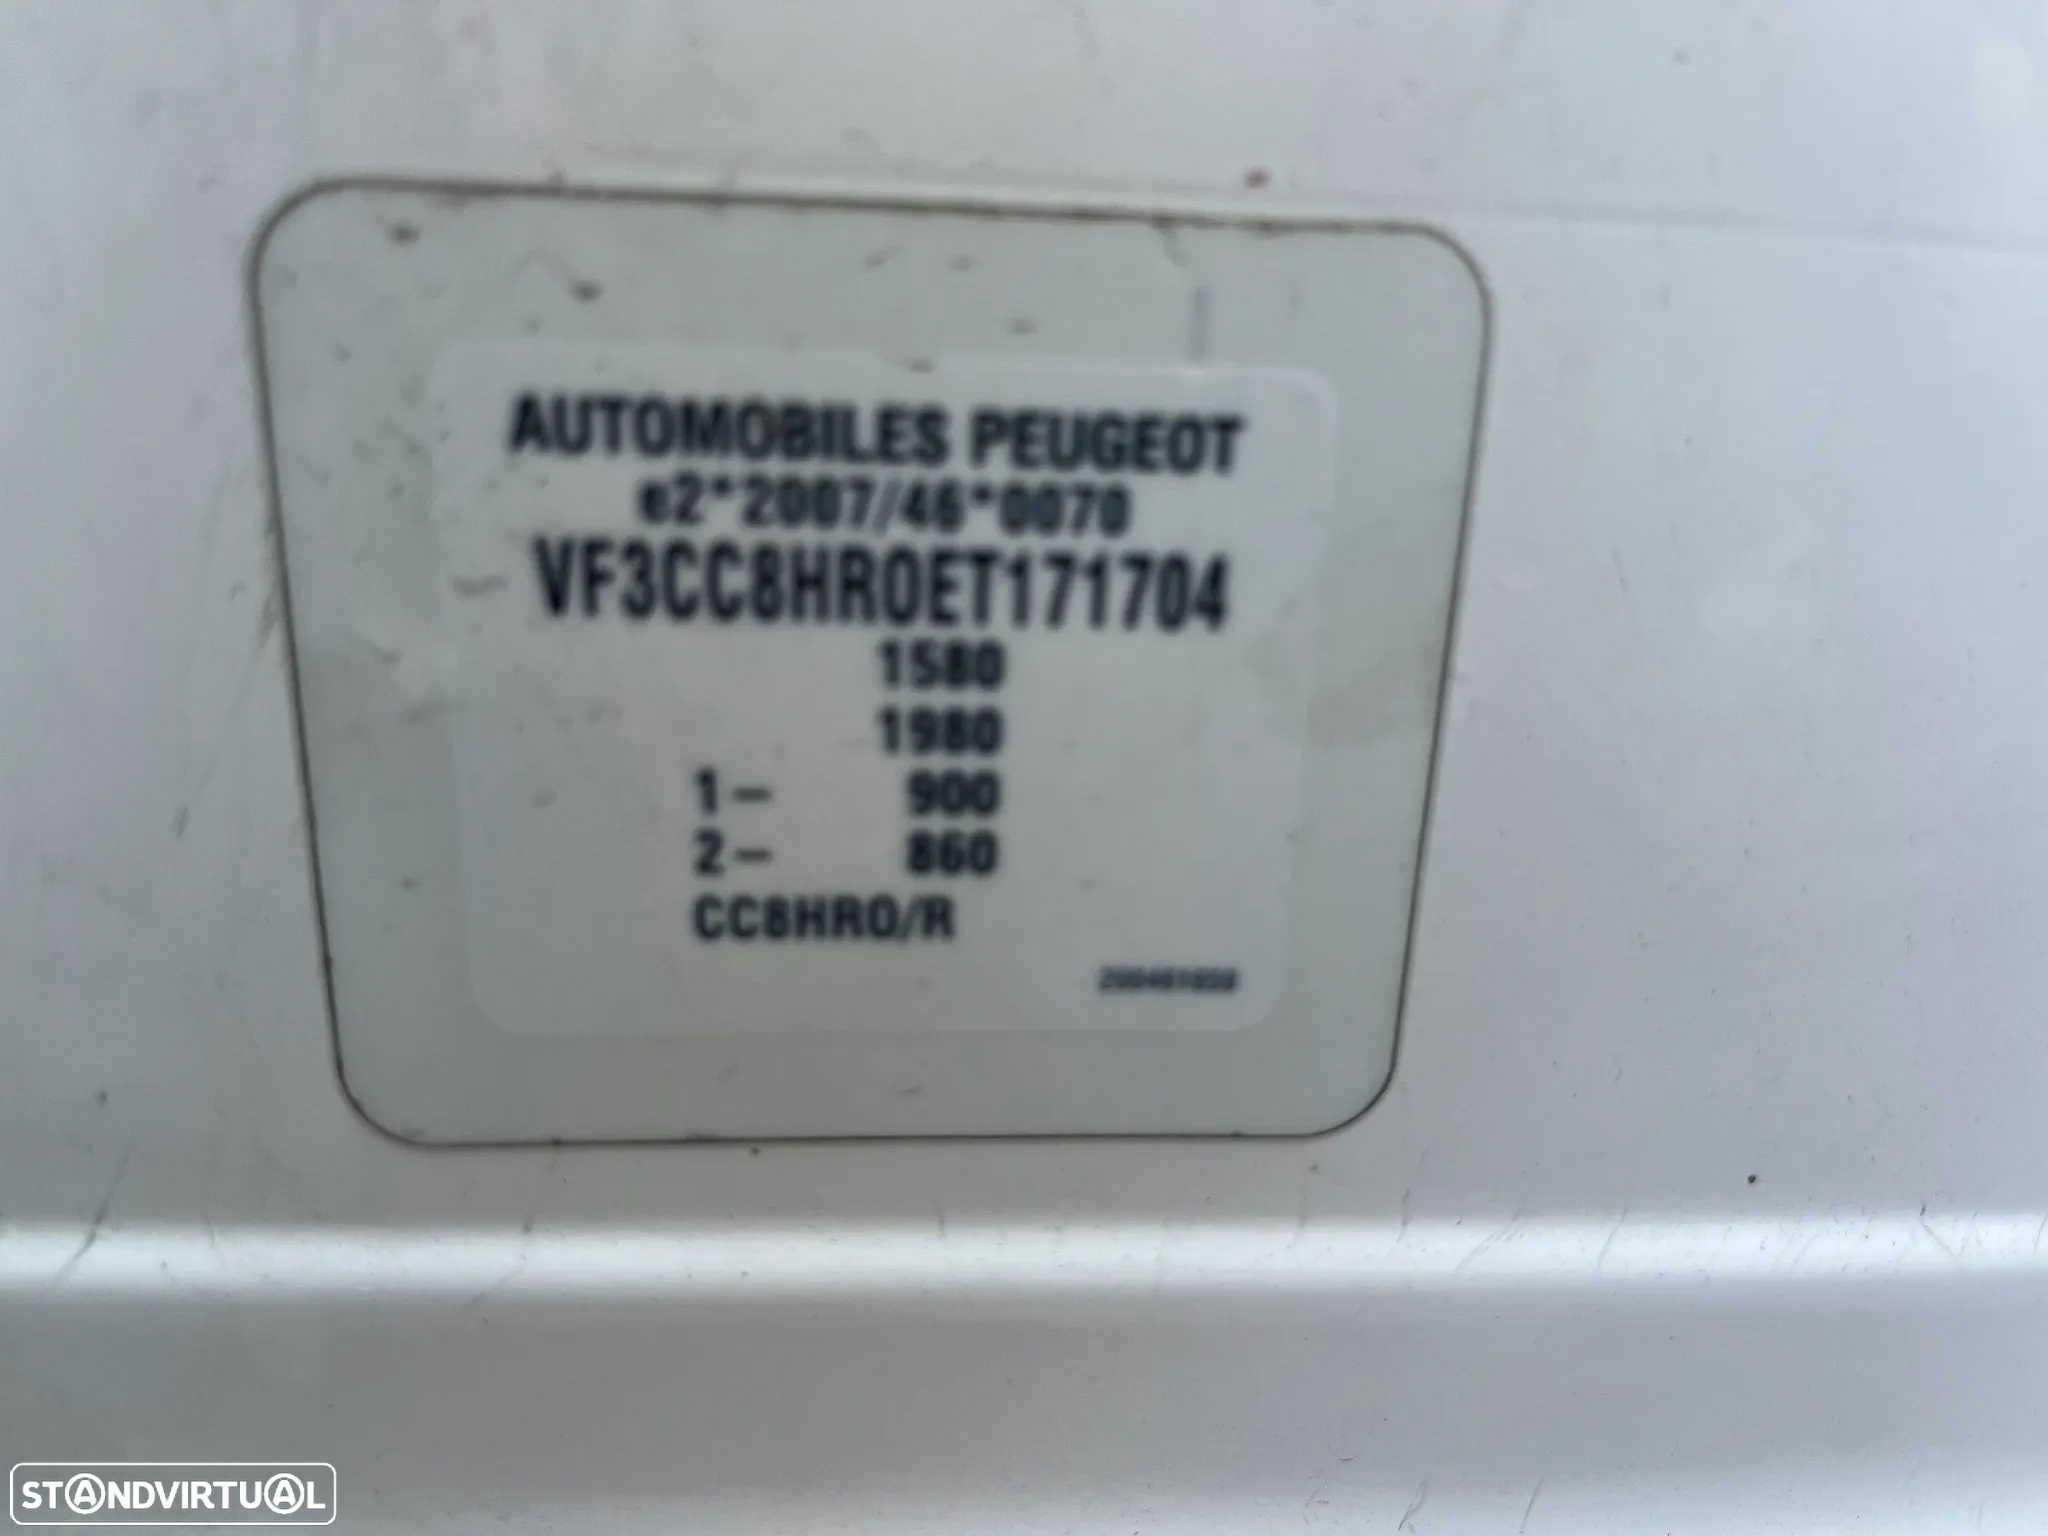 AUTOMOBILES PEUGEOT
e2*2007/46*0070
VF3CC8HR0ET171704
1580
1980
1- 900
2- 860
CC8HR0/R
STANDVIRTUAL